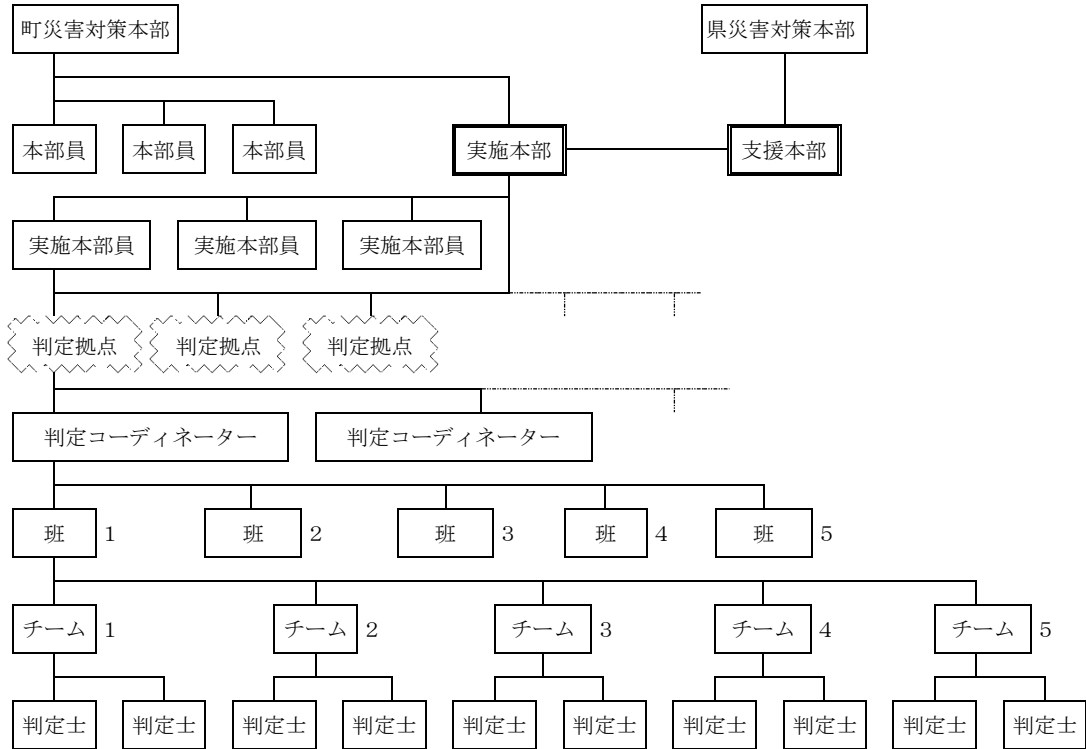 町災害対策本部 県災害対策本部
本部員 本部員 本部員 実施本部 支援本部
実施本部員 実施本部員 実施本部員
判定拠点 判定拠点 判定拠点
判定コーディネーター 判定コーディネーター
班 1 班 2 班 3 班 4 班 5
チーム 1 チーム 2 チーム 3 チーム 4 チーム 5
判定士 判定士 判定士 判定士 判定士 判定士 判定士 判定士 判定士 判定士